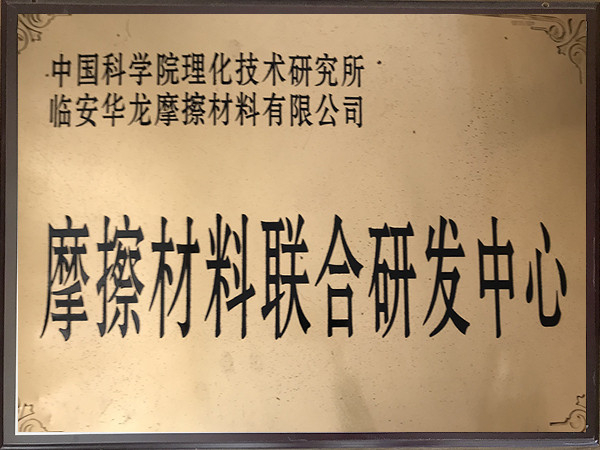 中国科学院理化技术研究所
临安华龙摩擦材料有限公司
摩擦材料联合研发中心